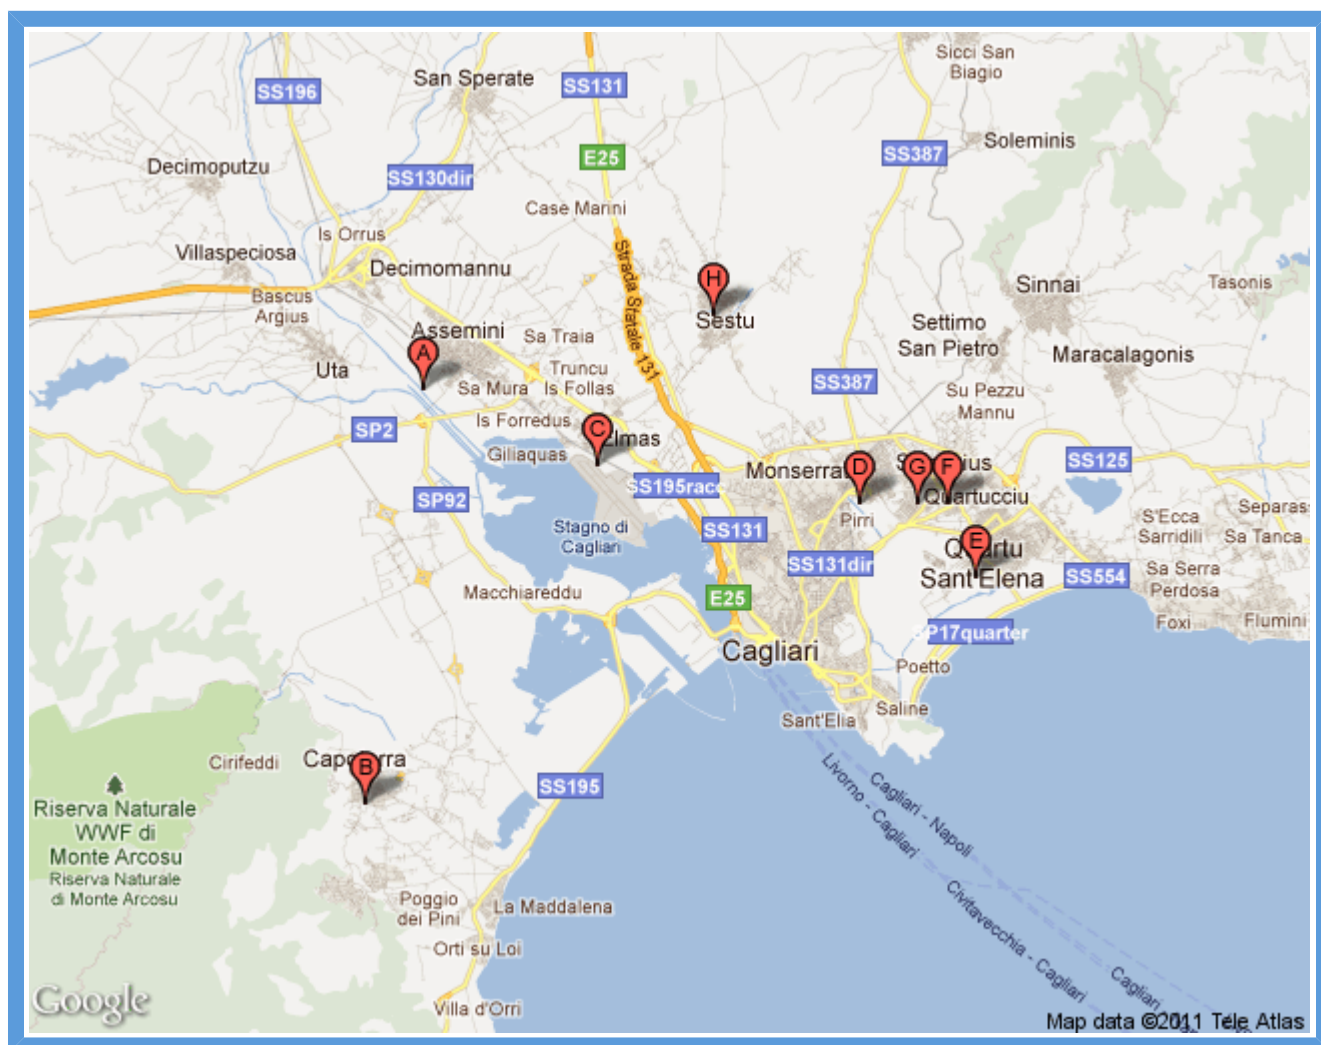 Sicci San
Biagio
San Sperate
SS131
SS196
Soleminis
SS387
E25
Decimoputzu
SS130dir
Case Marini
Is Orrus
Villaspeciosa
Decimomannu
Strada Statale 131
H
Sinnai
Tasonis
Bascus
Argius
Sestu
Settimo
San Pietro
Assemini
Sa Traia
A
Maracalagonis
Uta
Truncu
Is Follas
SS387
Sa Mura
Su Pezzu
Mannu
Is Forredus
SP2
C
Elmas
Giliaquas
SS125
Monserra
D
G
F
SS195racc
SP92
Quartucciu
Separas
S'Ecca
Sarridili
Pirri
Stagno di
Cagliari
SS131
Sa Tanca
E
Quartu
Sant'Elena
SS131dir
SS554
Sa Serra
Perdosa
Macchiareddu
E25
Foxi
Flumini
SP17quarter
Cagliari
Poetto
Saline
Sant'Elia
Cirifeddi
B
SS195
Livorno - Cagliari
Cagliari - Napoli
Riserva Naturale
WWF di
Monte Arcosu
Riserva Naturale
di Monte Arcosu
Poggio
dei Pini
La Maddalena
Civitavecchia - Cagliari
Orti su Loi
Cagliari
Villa d'Orri
Google
Map data ©2011 Tele Atlas